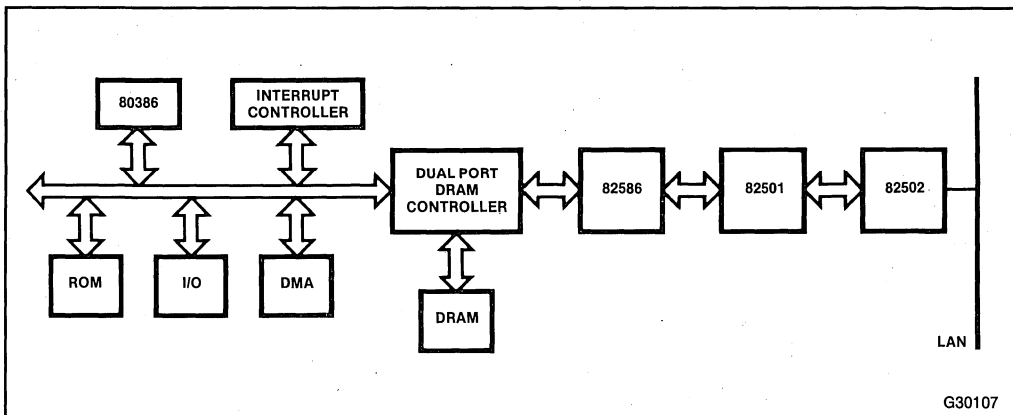 80386
INTERRUPT
CONTROLLER
DUAL PORT
DRAM
CONTROLLER
82586
82501
82502
ROM
I/O
DMA
DRAM
LAN
G30107